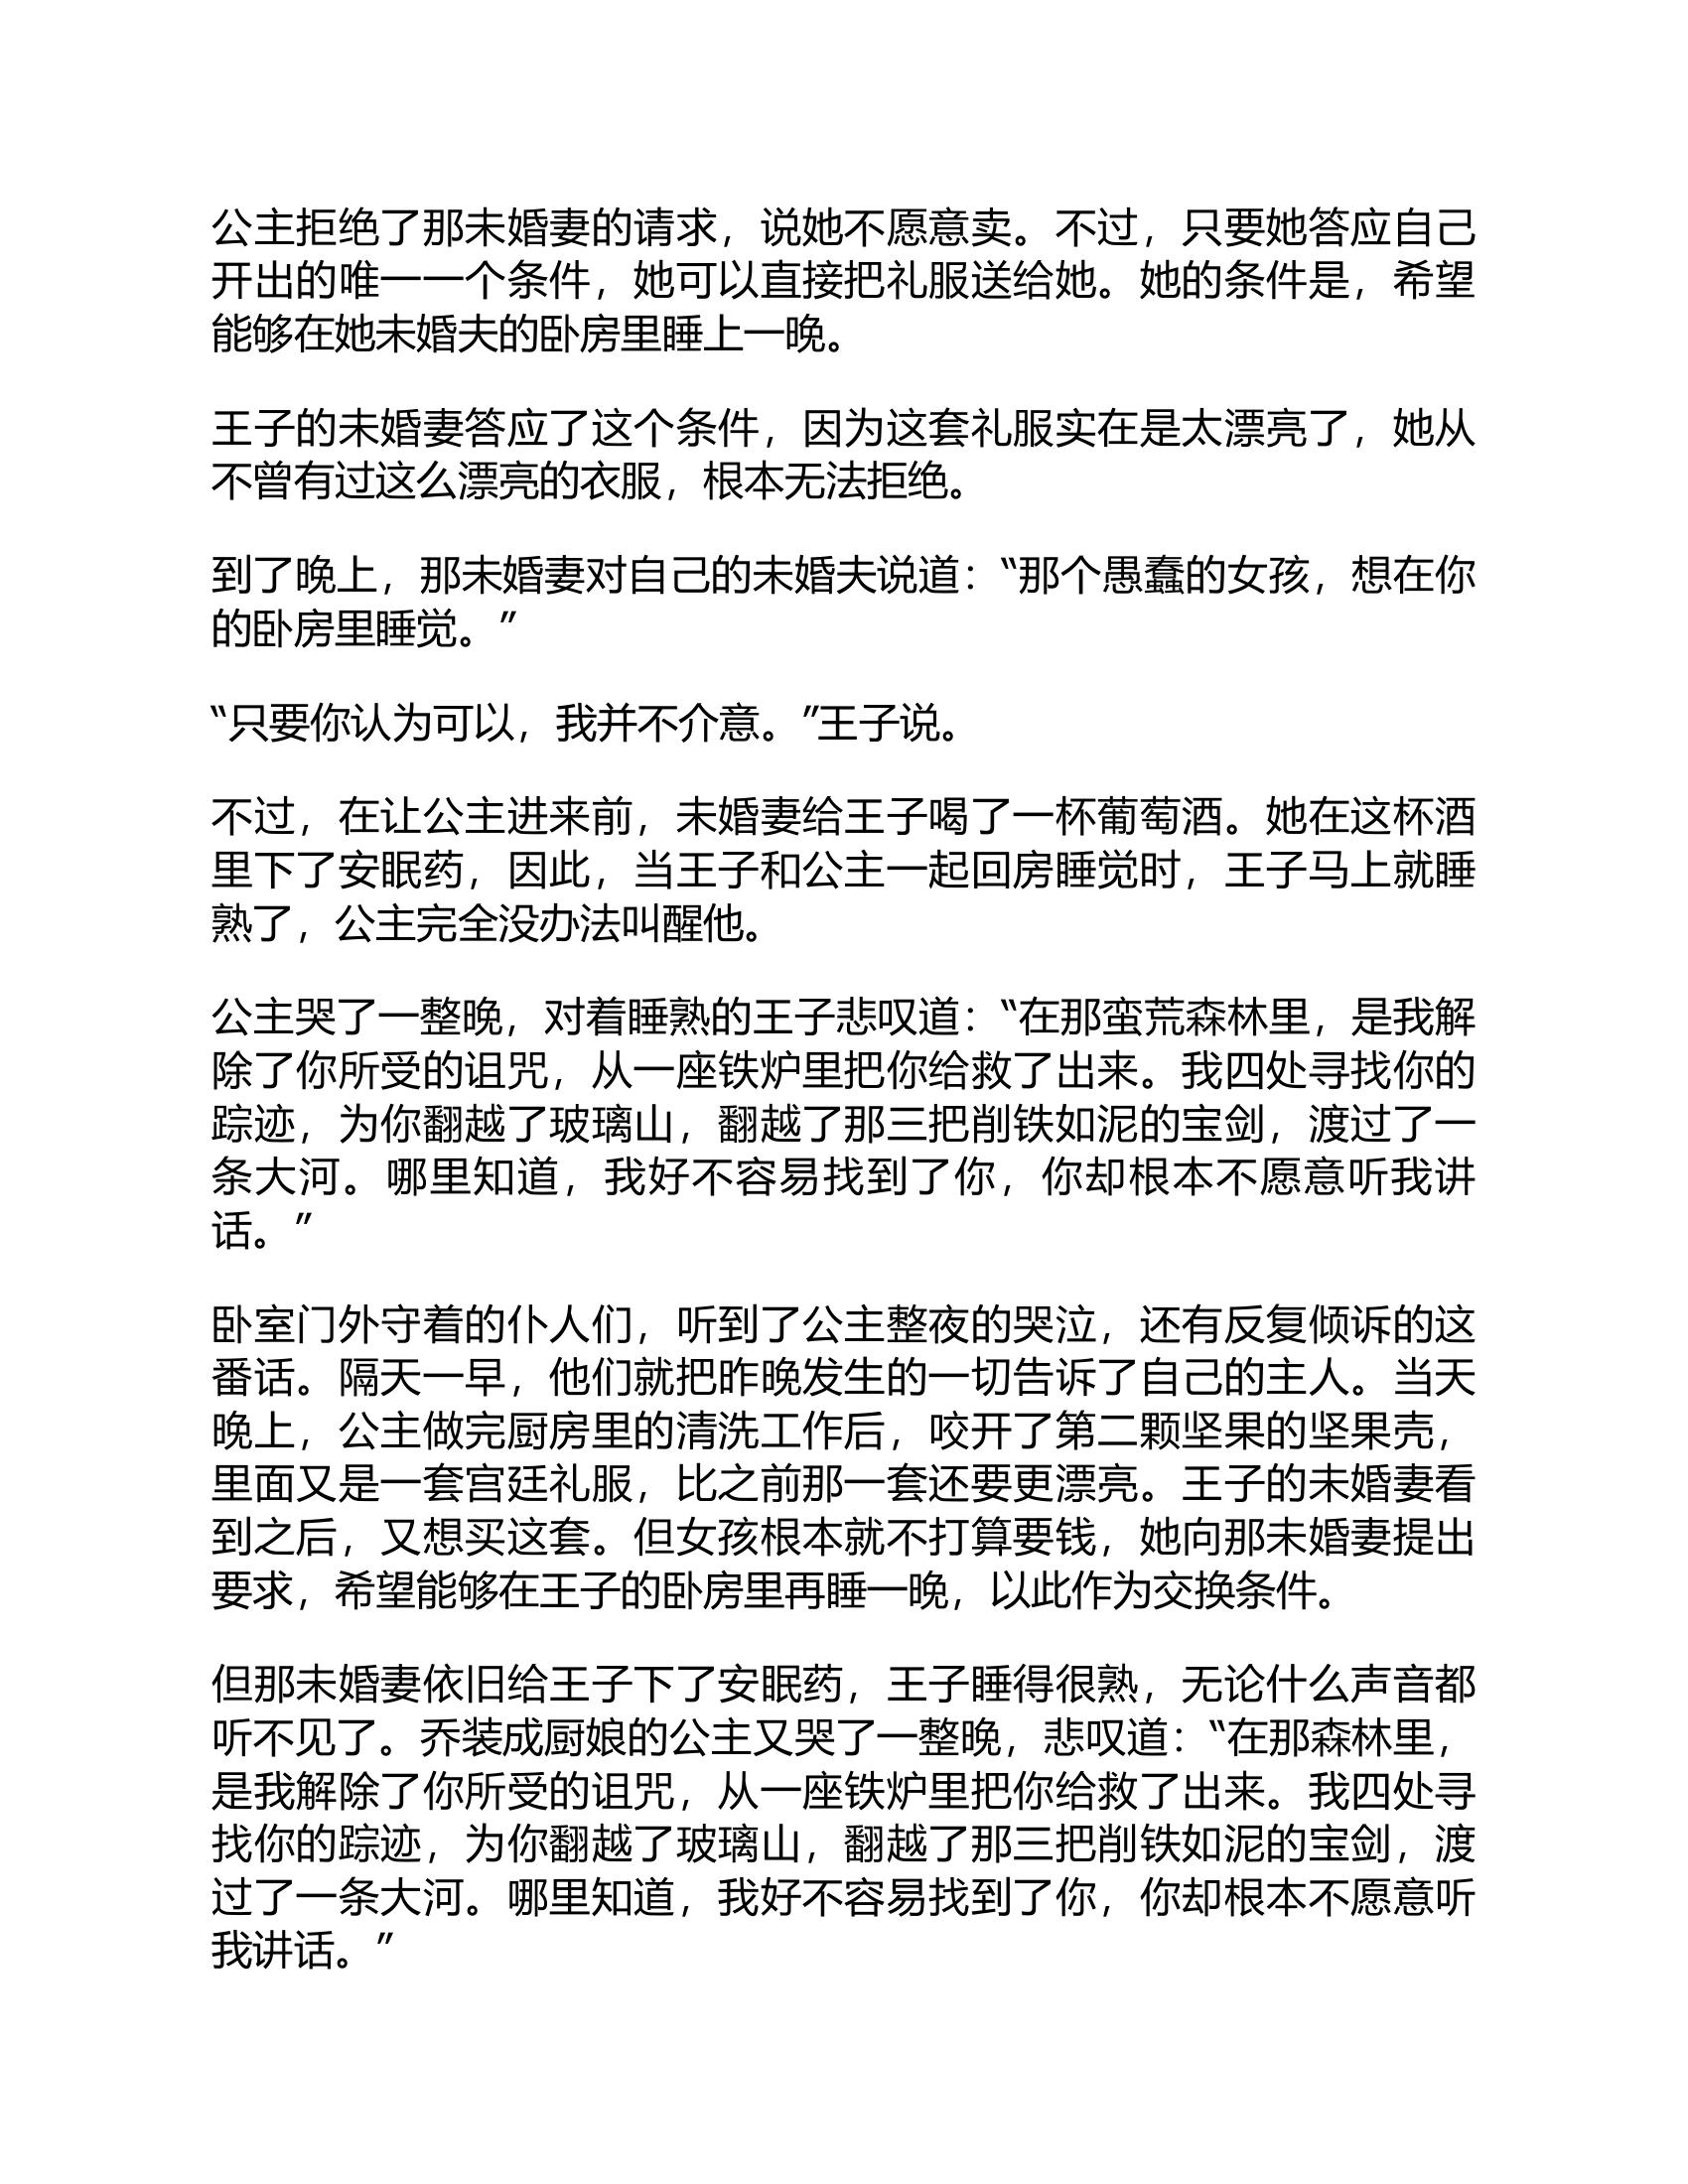 公主拒绝了那未婚妻的请求，说她不愿意卖。不过，只要她答应自己
开出的唯一一个条件，她可以直接把礼服送给她。她的条件是，希望
能够在她未婚夫的卧房里睡上一晚。
王子的未婚妻答应了这个条件，因为这套礼服实在是太漂亮了，她从
不曾有过这么漂亮的衣服，根本无法拒绝。
到了晚上，那未婚妻对自己的未婚夫说道：“那个愚蠢的女孩，想在你
的卧房里睡觉。”
“只要你认为可以，我并不介意。”王子说。
不过，在让公主进来前，未婚妻给王子喝了一杯葡萄酒。她在这杯酒
里下了安眠药，因此，当王子和公主一起回房睡觉时，王子马上就睡
熟了，公主完全没办法叫醒他。
公主哭了一整晚，对着睡熟的王子悲叹道：“在那蛮荒森林里，是我解
除了你所受的诅咒，从一座铁炉里把你给救了出来。我四处寻找你的
踪迹，为你翻越了玻璃山，翻越了那三把削铁如泥的宝剑，渡过了一
条大河。哪里知道，我好不容易找到了你，你却根本不愿意听我讲
话。”
卧室门外守着的仆人们，听到了公主整夜的哭泣，还有反复倾诉的这
番话。隔天一早，他们就把昨晚发生的一切告诉了自己的主人。当天
晚上，公主做完厨房里的清洗工作后，咬开了第二颗坚果的坚果壳，
里面又是一套宫廷礼服，比之前那一套还要更漂亮。王子的未婚妻看
到之后，又想买这套。但女孩根本就不打算要钱，她向那未婚妻提出
要求，希望能够在王子的卧房里再睡一晚，以此作为交换条件。
但那未婚妻依旧给王子下了安眠药，王子睡得很熟，无论什么声音都
听不见了。乔装成厨娘的公主又哭了一整晚，悲叹道：“在那森林里，
是我解除了你所受的诅咒，从一座铁炉里把你给救了出来。我四处寻
找你的踪迹，为你翻越了玻璃山，翻越了那三把削铁如泥的宝剑，渡
过了一条大河。哪里知道，我好不容易找到了你，你却根本不愿意听
我讲话。”